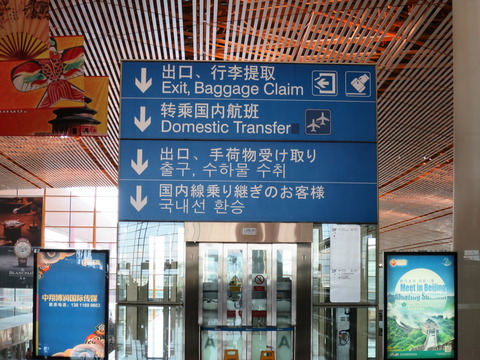 出口、行李提取
Exit, Baggage Claim
转乘国内航班
Domestic Transfer
出口、手荷物受け取り
출구, 수하물 수취
国内線乗り継ぎのお客様
국내선 환승
中翔博润国际传媒
Meet in Beijing
A
A